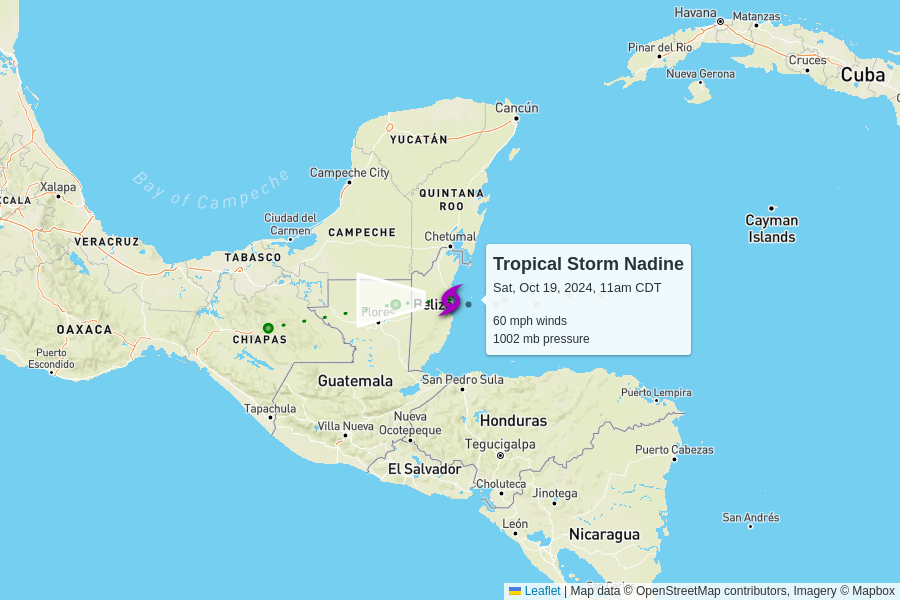 Havana
Matanzas
Pinar del Río
Cruces
Nueva Gerona
Cuba
Cancún
YUCATÁN
Bay of Campeche
Campeche City
Xalapa
QUINTANA
ROO
Cayman
Islands
Ciudad del
Carmen
CAMPECHE
Chetumal
VERACRUZ
TABASCO
Tropical Storm Nadine
Sat, Oct 19, 2024, 11am CDT
60 mph winds
1002 mb pressure
Flores
OAXACA
CHIAPAS
Puerto
Escondido
Guatemala
San Pedro Sula
Puerto Lempira
Tapachula
Villa Nueva
Nueva
Ocotepeque
Honduras
Tegucigalpa
Puerto Cabezas
El Salvador
Choluteca
Jinotega
León
San Andrés
Nicaragua
Leaflet | Map data © OpenStreetMap contributors, Imagery © Mapbox